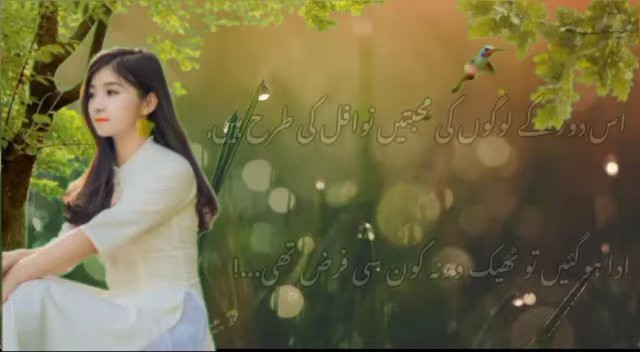 اس دور کے لوگوں کی محبتیں نوافل کی طرح ہیں،
ادا ہو گئیں تو ٹھیک ورنہ کون سی فرض تھی...!